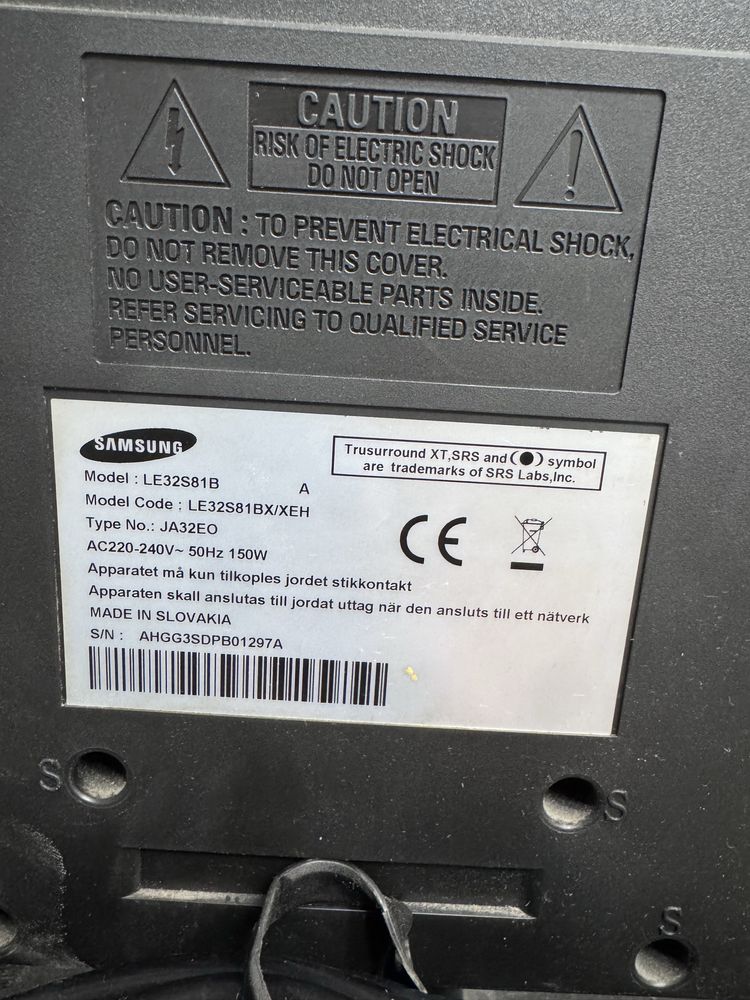 CAUTION
RISK OF ELECTRIC SHOCK
DO NOT OPEN
CAUTION : TO PREVENT ELECTRICAL SHOCK,
DO NOT REMOVE THIS COVER.
NO USER-SERVICEABLE PARTS INSIDE.
REFER SERVICING TO QUALIFIED SERVICE
PERSONNEL.
SAMSUNG
Trusurround XT,SRS and (●) symbol
are trademarks of SRS Labs,Inc.
Model : LE32S81B A
Model Code : LE32S81BX/XEH
Type No.: JA32EO
AC220-240V~ 50Hz 150W
CE
Apparatet må kun tilkoples jordet stikkontakt
Apparaten skall anslutas till jordat uttag när den ansluts till ett nätverk
MADE IN SLOVAKIA
S/N : AHGG3SDPB01297A
S
S
S